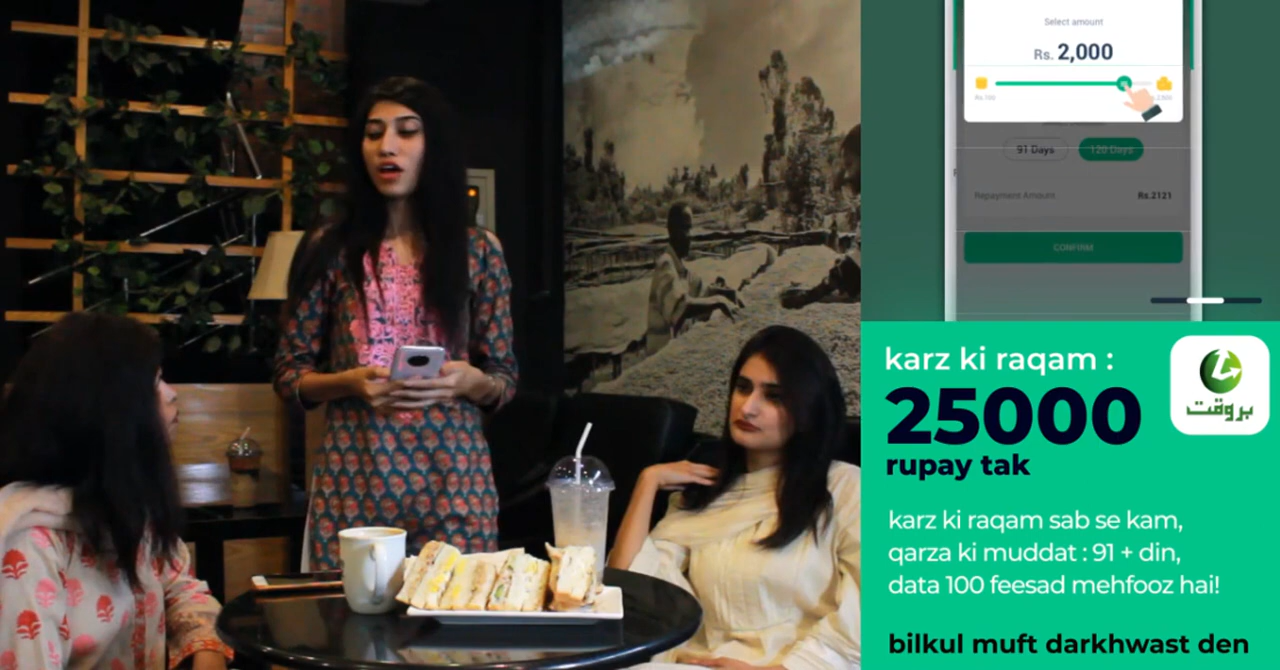 Select amount
Rs. 2,000
Rs.100
91 Days
120 Days
Repayment Amount
Rs.2121
CONFIRM
karz ki raqam :
25000
rupay tak
بروقت
karz ki raqam sab se kam,
qarza ki muddat : 91 + din,
data 100 feesad mehfooz hai!
bilkul muft darkhwast den